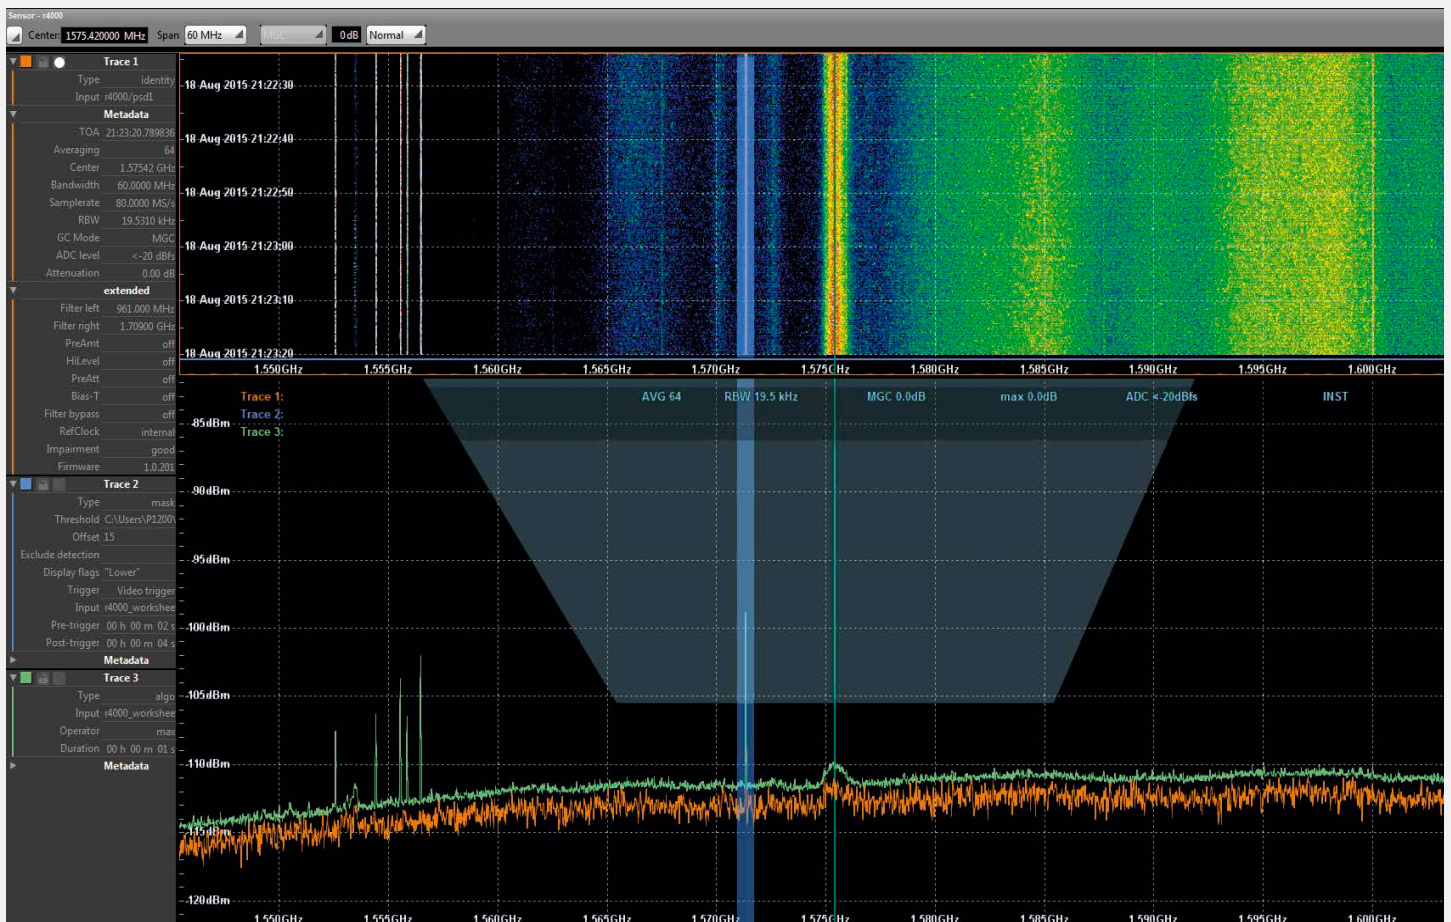 Sensor - r4000
Center: 1575.420000 MHz Span: 60 MHz MGC 0dB Normal
Trace 1
Type identity
Input r4000/psd1
Metadata
TOA 21:23:20.789836
Averaging 64
Center 1.57542 GHz
Bandwidth 60.0000 MHz
Samplerate 80.0000 MS/s
RBW 19.5310 kHz
GC Mode MGC
ADC level <-20 dBfs
Attenuation 0.00 dB
extended
Filter left 961.000 MHz
Filter right 1.70900 GHz
PreAmt off
HiLevel off
PreAtt off
Bias-T off
Filter bypass off
RefClock internal
Impairment good
Firmware 1.0.201
Trace 2
Type mask
Threshold C:\Users\P1200\
Offset 15
Exclude detection
Display flags "Lower"
Trigger Video trigger
Input r4000_workshee
Pre-trigger 00 h 00 m 02 s
Post-trigger 00 h 00 m 04 s
Metadata
Trace 3
Type algo
Input r4000_workshee
Operator max
Duration 00 h 00 m 01 s
Metadata
18 Aug 2015 21:22:30
18 Aug 2015 21:22:40
18 Aug 2015 21:22:50
18 Aug 2015 21:23:00
18 Aug 2015 21:23:10
18 Aug 2015 21:23:20
1.550GHz 1.555GHz 1.560GHz 1.565GHz 1.570GHz 1.575GHz 1.580GHz 1.585GHz 1.590GHz 1.595GHz 1.600GHz
Trace 1: AVG 64 RBW 19.5 kHz MGC 0.0dB max 0.0dB ADC <-20dBfs INST
Trace 2:
Trace 3:
-85dBm
-90dBm
-95dBm
-100dBm
-105dBm
-110dBm
-115dBm
-120dBm
1.550GHz 1.555GHz 1.560GHz 1.565GHz 1.570GHz 1.575GHz 1.580GHz 1.585GHz 1.590GHz 1.595GHz 1.600GHz